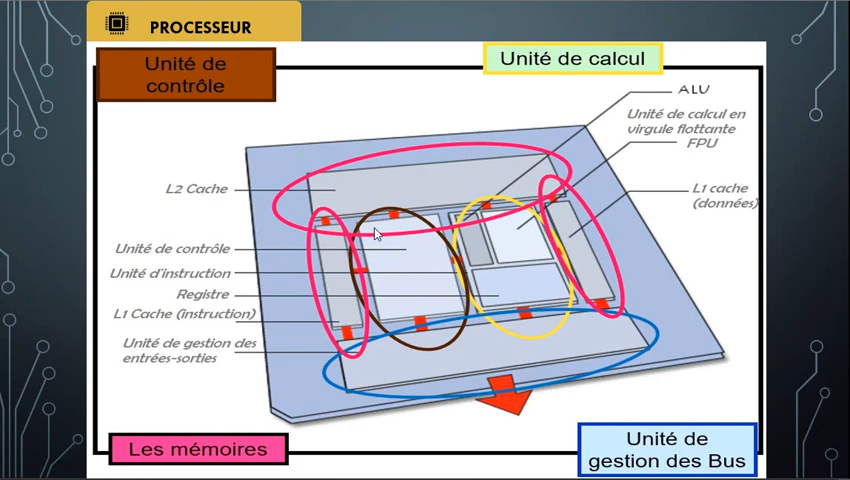 PROCESSEUR
Unité de
contrôle
Unité de calcul
ALU
Unité de calcul en
virgule flottante
FPU
L2 Cache
L1 cache
(données)
Unité de contrôle
Unité d'instruction
Registre
L1 Cache (instruction)
Unité de gestion des
entrées-sorties
Les mémoires
Unité de
gestion des Bus